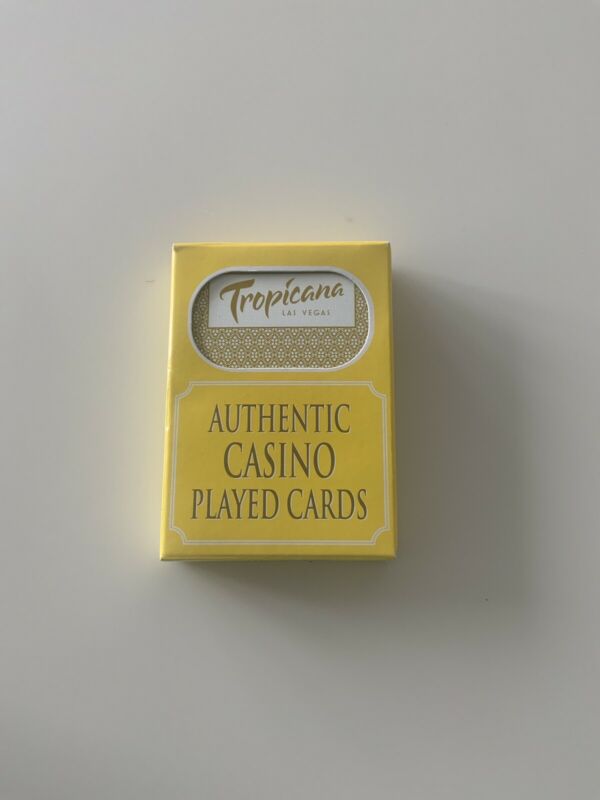 Tropicana
LAS VEGAS
AUTHENTIC
CASINO
PLAYED CARDS